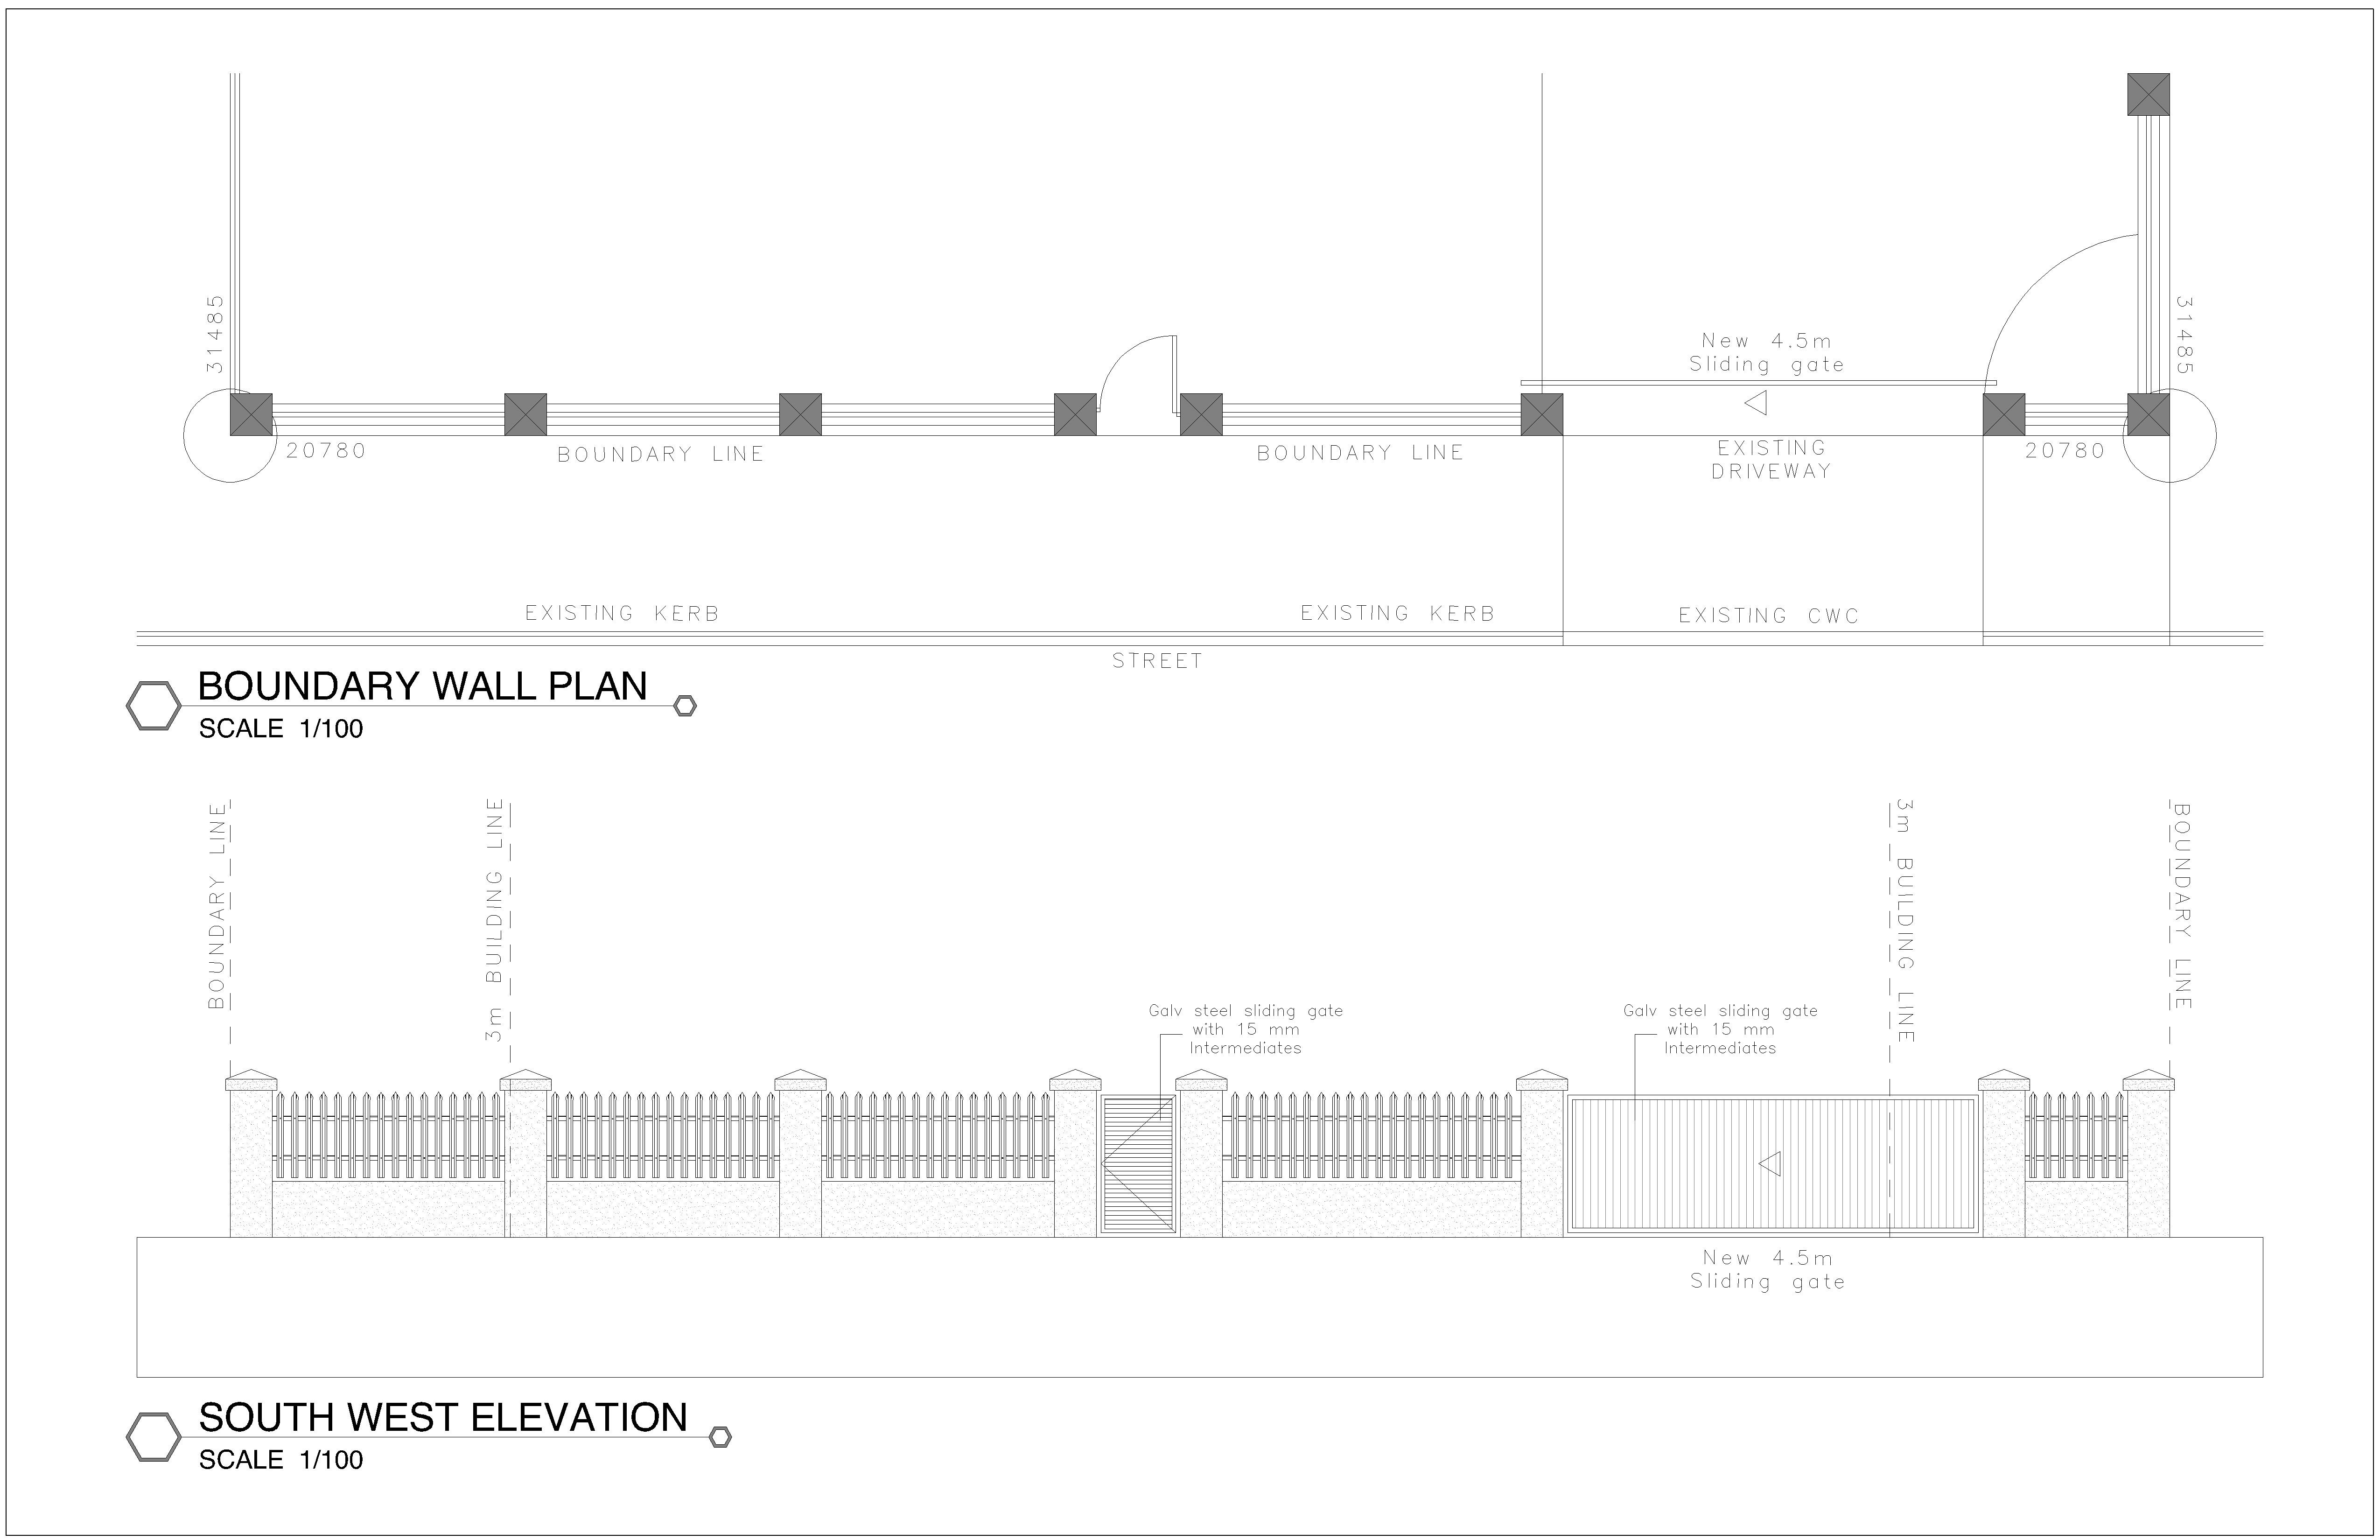 31485
31485
New 4.5m
Sliding gate
20780
BOUNDARY LINE
BOUNDARY LINE
EXISTING
DRIVEWAY
20780
EXISTING KERB
EXISTING KERB
EXISTING CWC
STREET
BOUNDARY WALL PLAN
SCALE 1/100
BOUNDARY LINE
3m BUILDING LINE
3m BUILDING LINE
BOUNDARY LINE
Galv steel sliding gate
with 15 mm
Intermediates
Galv steel sliding gate
with 15 mm
Intermediates
New 4.5m
Sliding gate
SOUTH WEST ELEVATION
SCALE 1/100